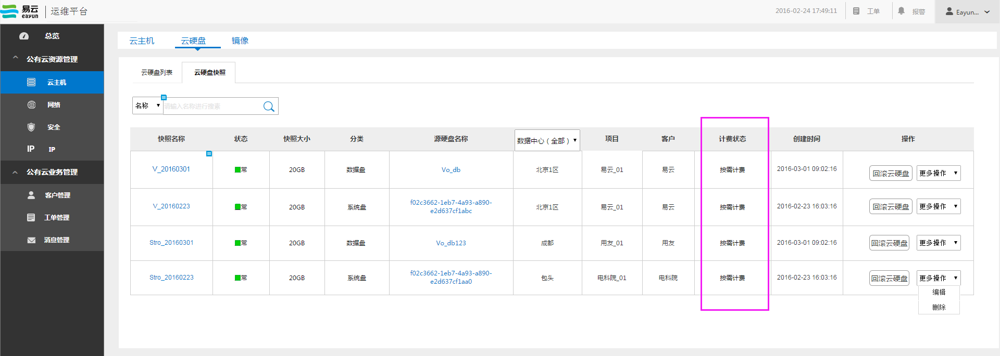 易云 eayun 运维平台
2016-02-24 17:49:11 工单 报警 Eayun...
总览
公有云资源管理
云主机
网络
安全
IP IP
公有云业务管理
客户管理
工单管理
消息管理
云主机 云硬盘 镜像
云硬盘列表 云硬盘快照
名称 请输入名称进行搜素
快照名称 状态 快照大小 分类 源硬盘名称 数据中心（全部） 项目 客户 计费状态 创建时间 操作
V_20160301 常 20GB 数据盘 Vo_db 北京1区 易云_01 易云 按需计费 2016-03-01 09:02:16 回滚云硬盘 更多操作
V_20160223 常 20GB 系统盘 f02c3662-1eb7-4a93-a890-
e2d637cf1abc 北京1区 易云_01 易云 按需计费 2016-02-23 16:03:16 回滚云硬盘 更多操作
Stro_20160301 常 20GB 数据盘 Vo_db123 成都 用友_01 用友 按需计费 2016-03-01 09:02:16 回滚云硬盘 更多操作
Stro_20160223 常 20GB 系统盘 f02c3662-1eb7-4a93-a890-
e2d637cf1aa0 包头 电科院_01 电科院 按需计费 2016-02-23 16:03:16 回滚云硬盘 更多操作
编辑
删除